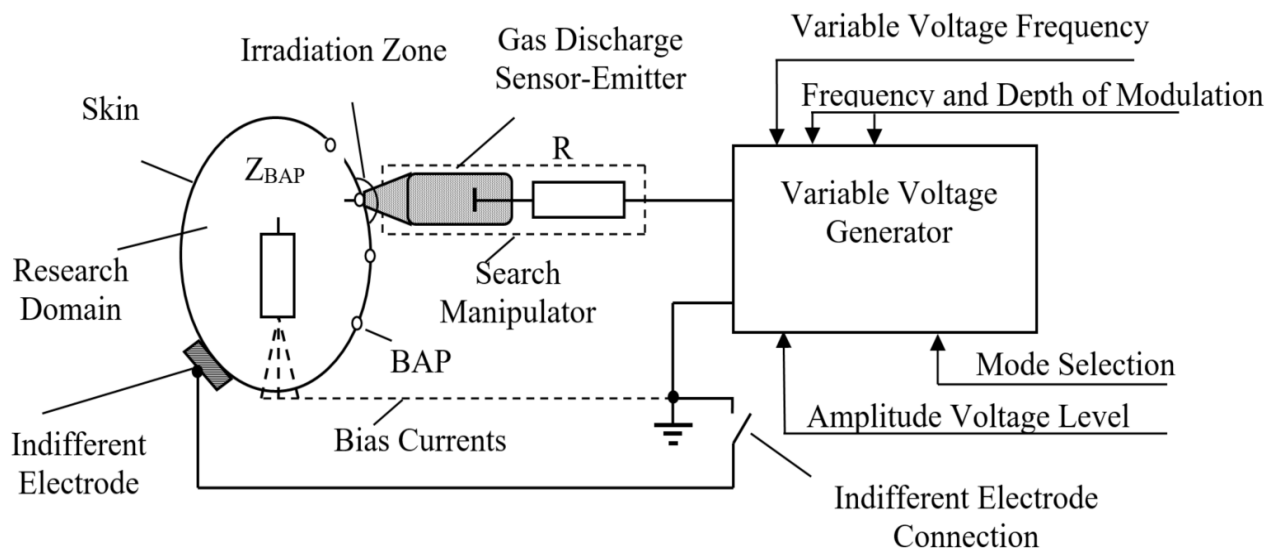 Variable Voltage Frequency
Irradiation Zone
Gas Discharge
Sensor-Emitter
Frequency and Depth of Modulation
Skin
R
Z_BAP
Variable Voltage
Generator
Research
Domain
Search
Manipulator
BAP
Mode Selection
Amplitude Voltage Level
Indifferent
Electrode
Bias Currents
Indifferent Electrode
Connection